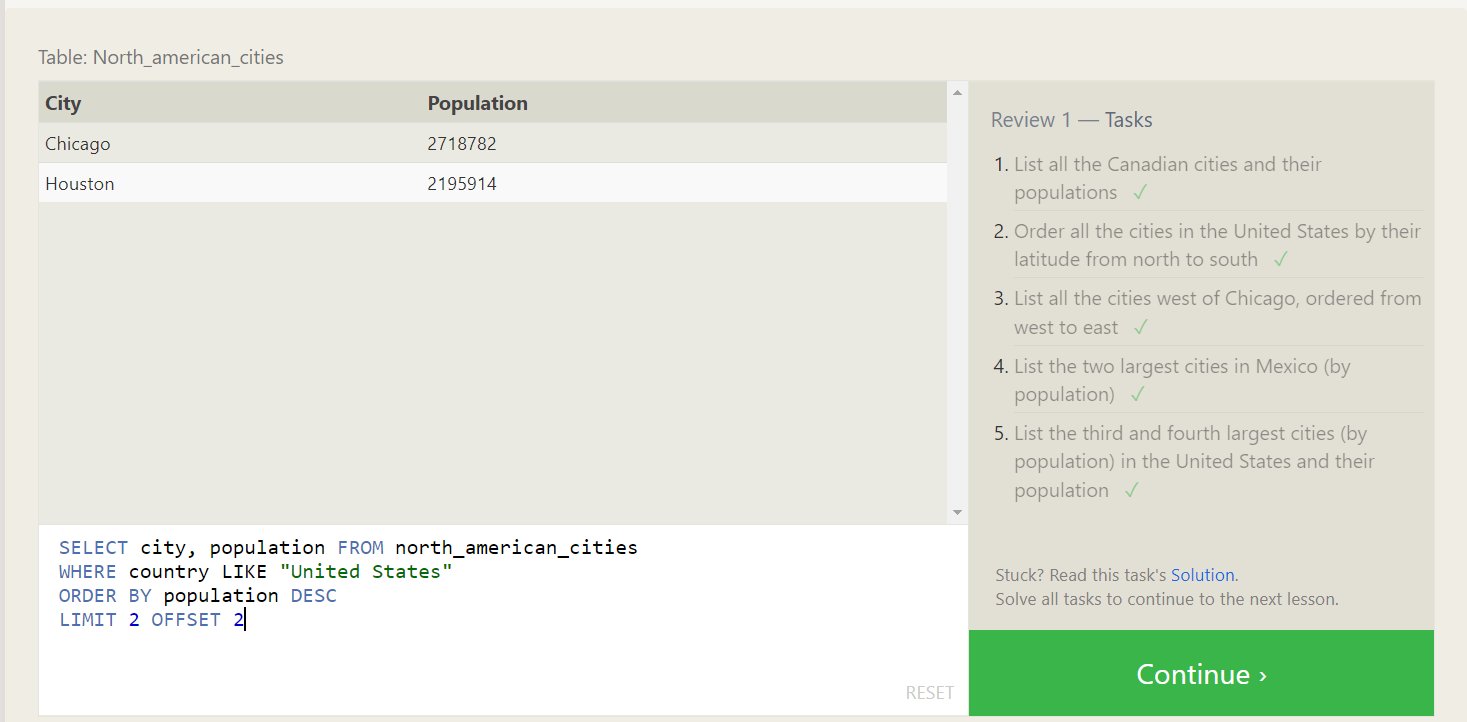 Table: North_american_cities
City Population
Chicago 2718782
Houston 2195914
SELECT city, population FROM north_american_cities
WHERE country LIKE "United States"
ORDER BY population DESC
LIMIT 2 OFFSET 2
RESET
Review 1 — Tasks
1. List all the Canadian cities and their
populations ✓
2. Order all the cities in the United States by their
latitude from north to south ✓
3. List all the cities west of Chicago, ordered from
west to east ✓
4. List the two largest cities in Mexico (by
population) ✓
5. List the third and fourth largest cities (by
population) in the United States and their
population ✓
Stuck? Read this task's Solution.
Solve all tasks to continue to the next lesson.
Continue ›